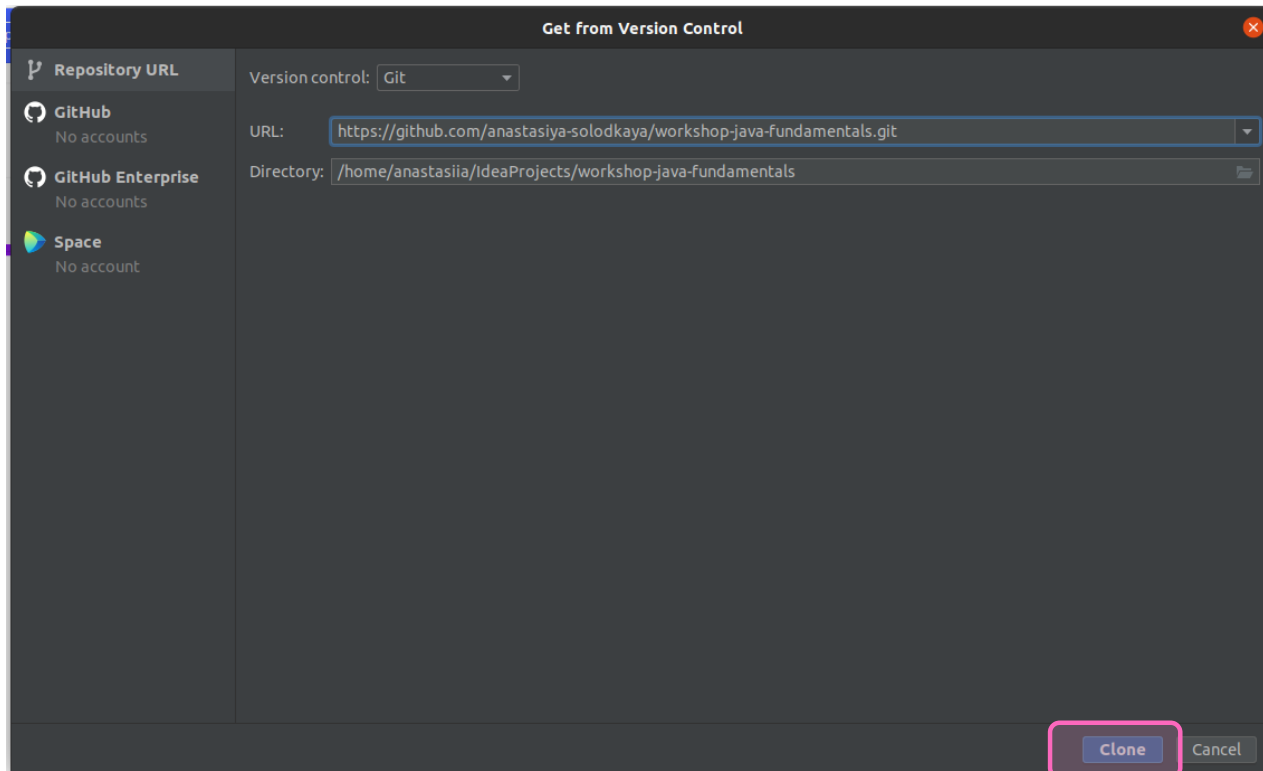 Get from Version Control
Repository URL
GitHub
No accounts
GitHub Enterprise
No accounts
Space
No account
Version control: Git
URL: https://github.com/anastasiya-solodkaya/workshop-java-fundamentals.git
Directory: /home/anastasiia/IdeaProjects/workshop-java-fundamentals
Clone Cancel